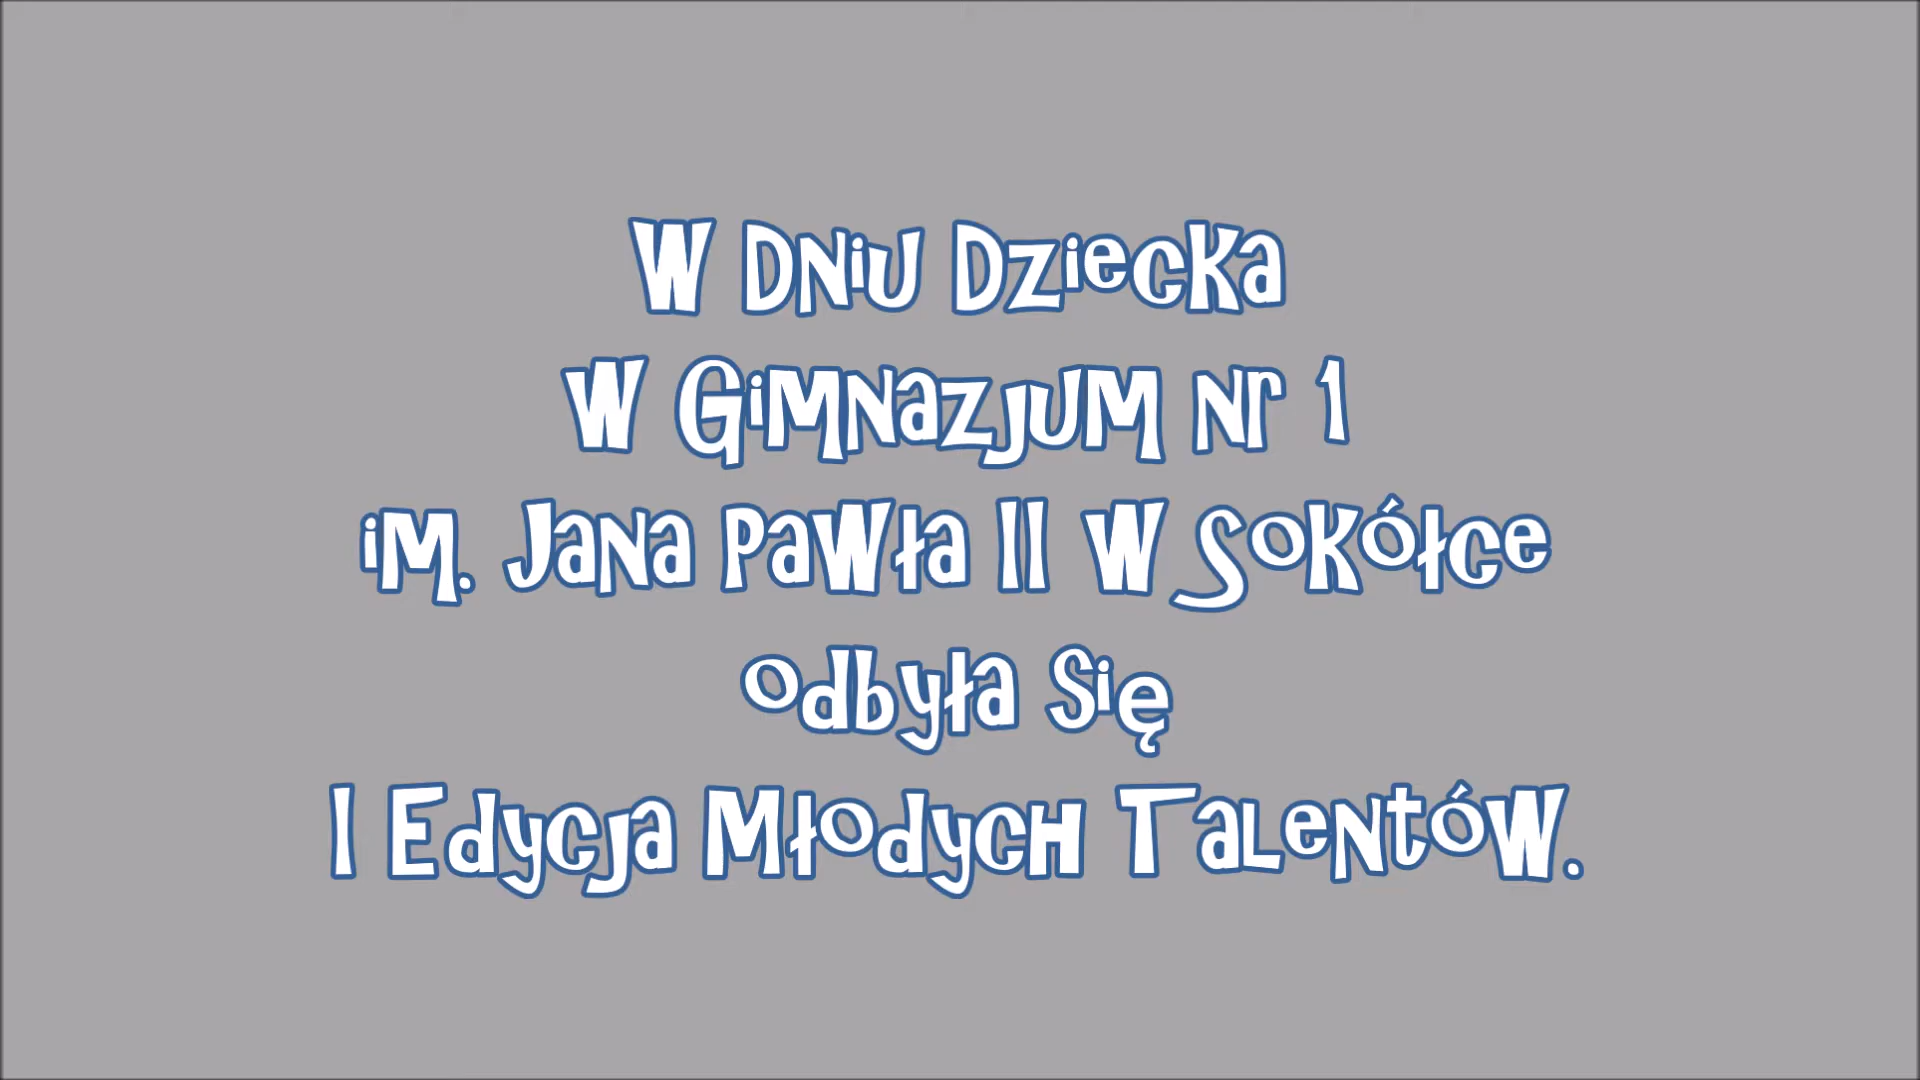 W Dniu Dziecka
w Gimnazjum nr 1
im. Jana Pawła II w Sokółce
odbyła się
I Edycja Młodych Talentów.